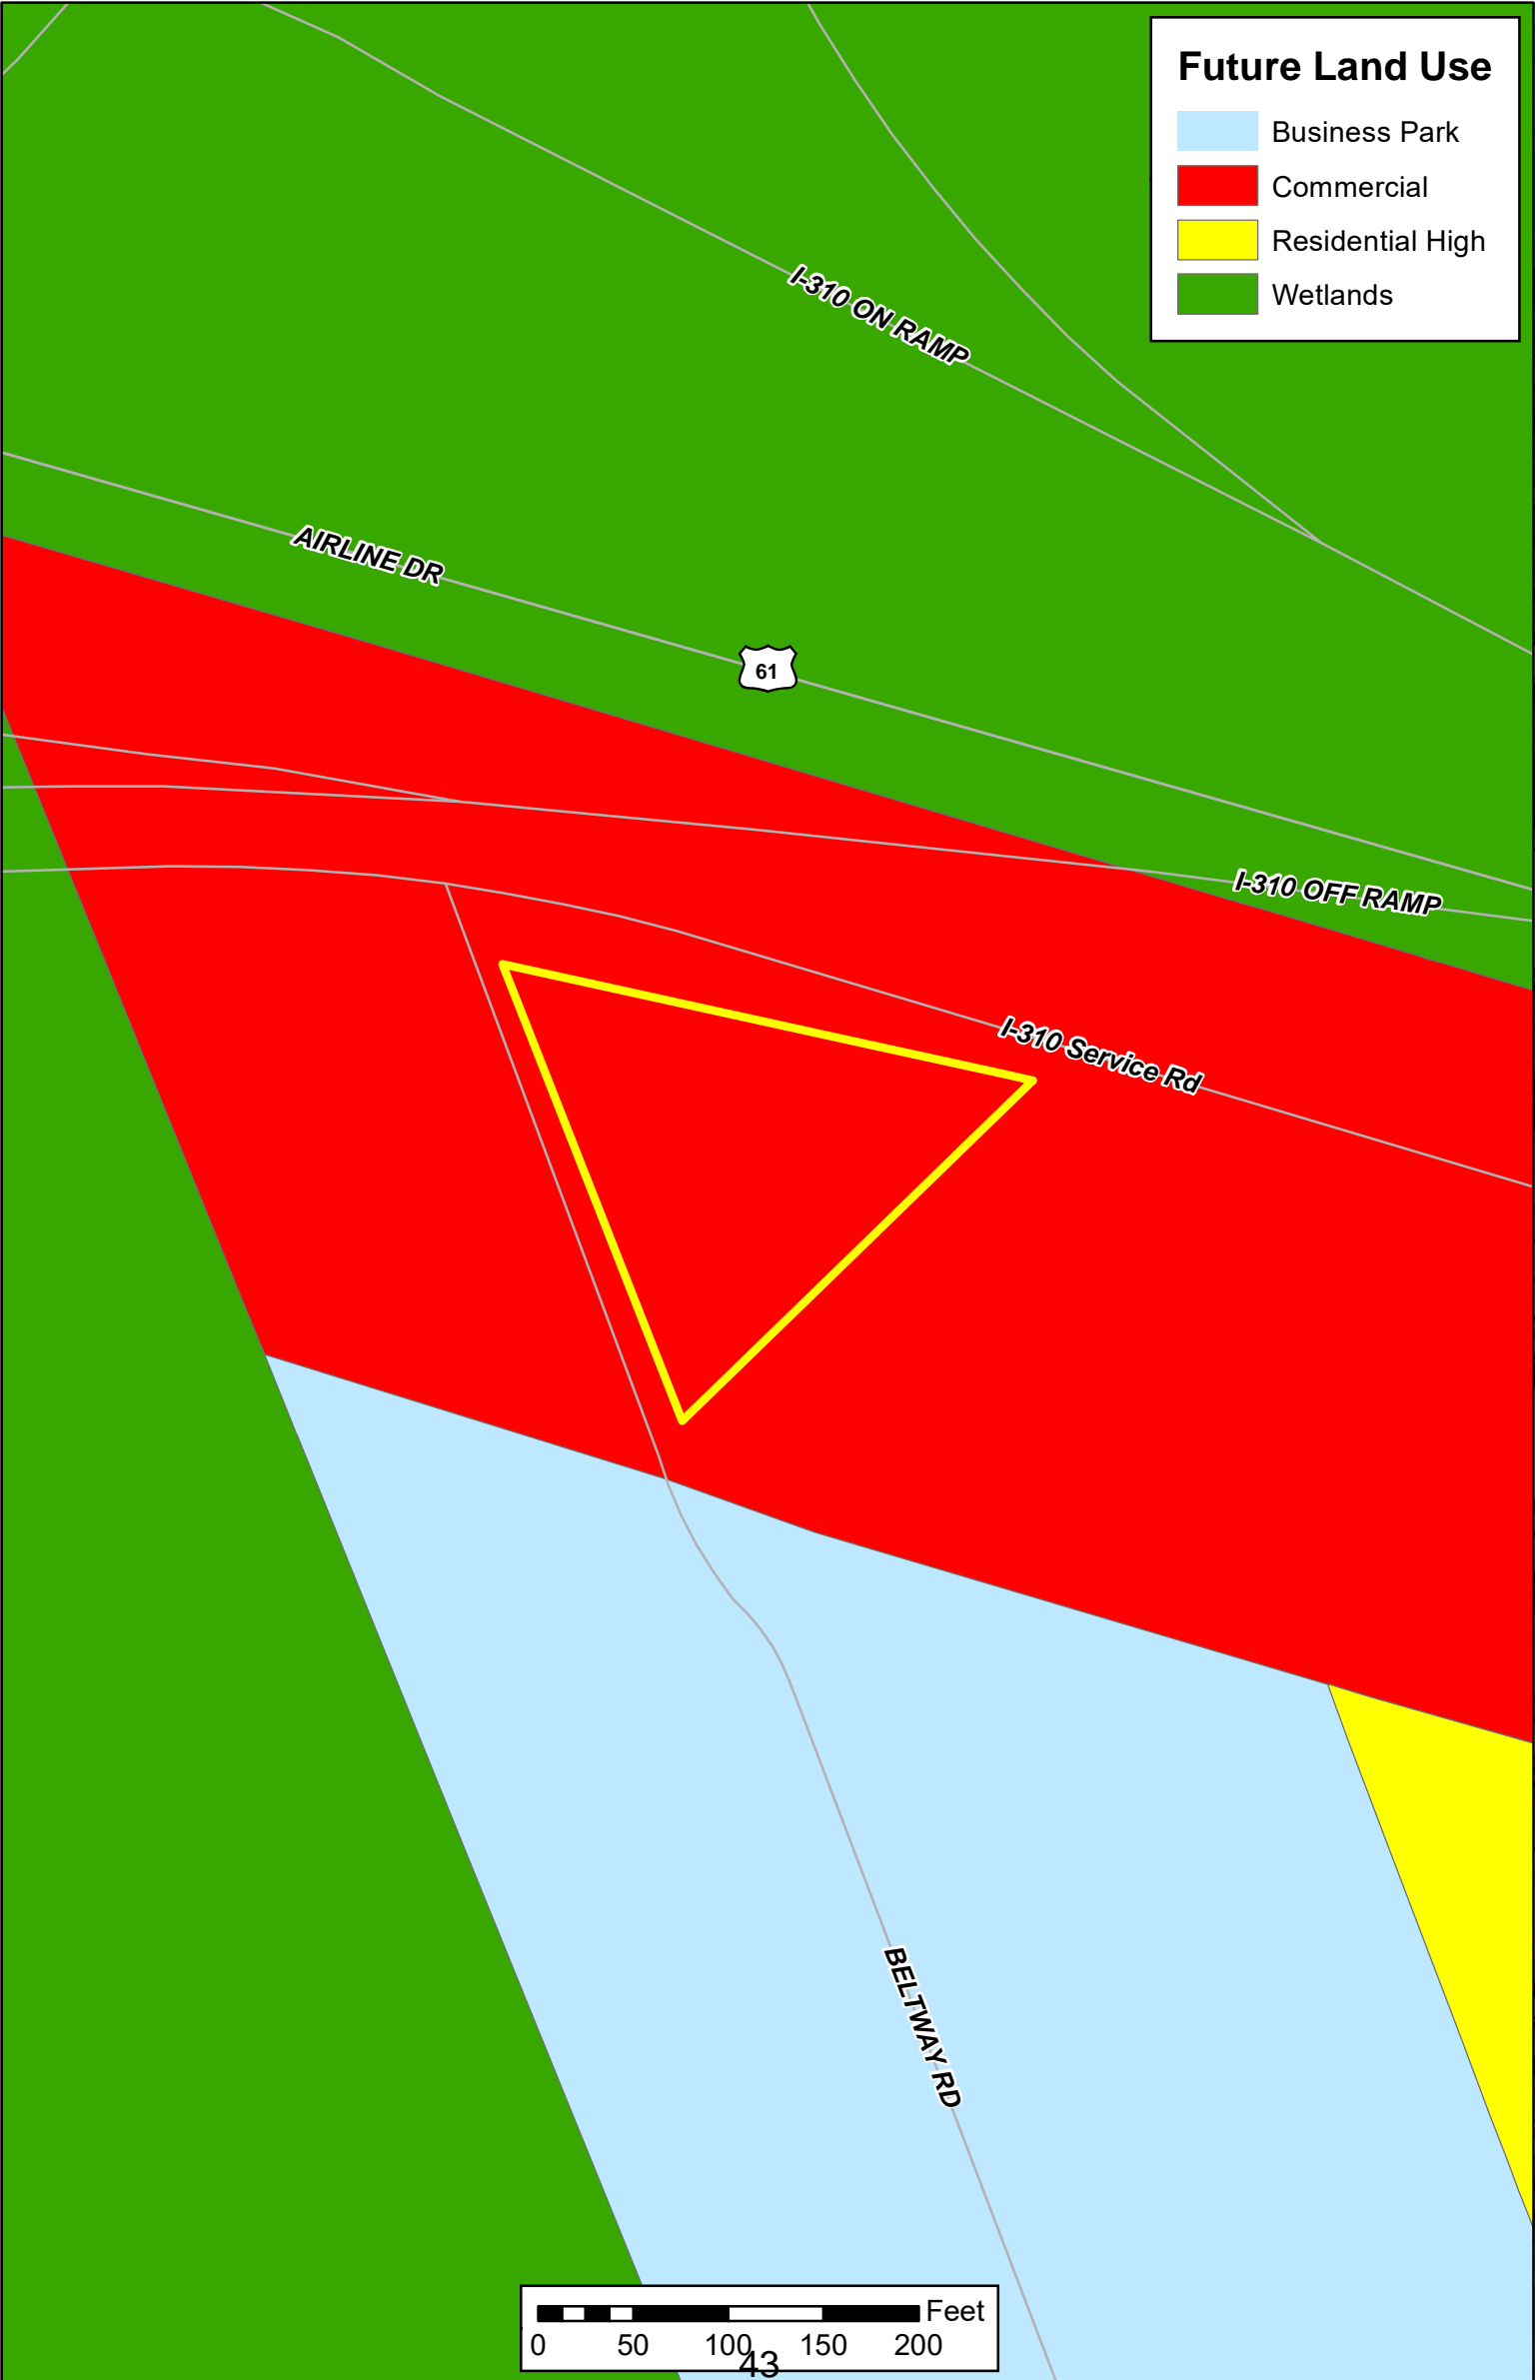 Future Land Use
Business Park
Commercial
Residential High
Wetlands
I-310 ON RAMP
AIRLINE DR
61
I-310 OFF RAMP
I-310 Service Rd
BELTWAY RD
Feet
0 50 100 150 200
43